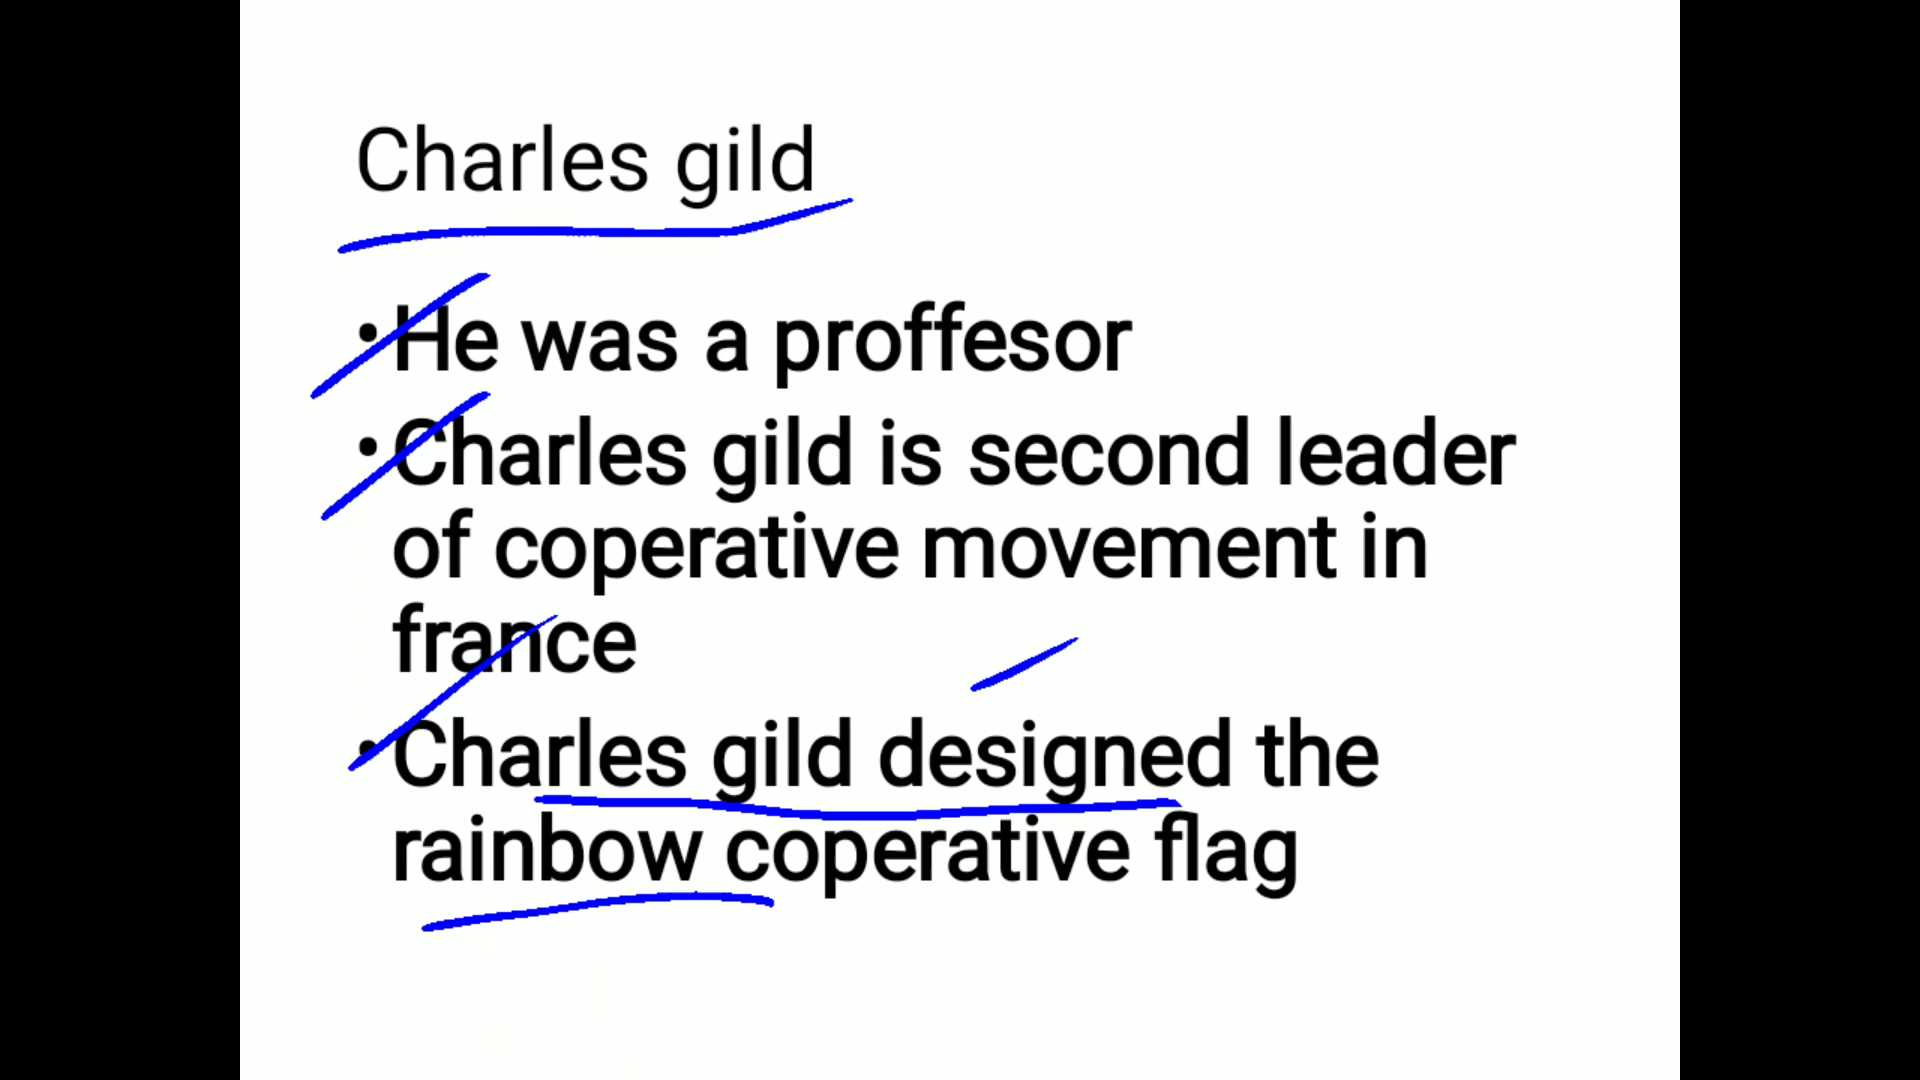 Charles gild
•He was a proffesor
•Charles gild is second leader
of coperative movement in
france
•Charles gild designed the
rainbow coperative flag